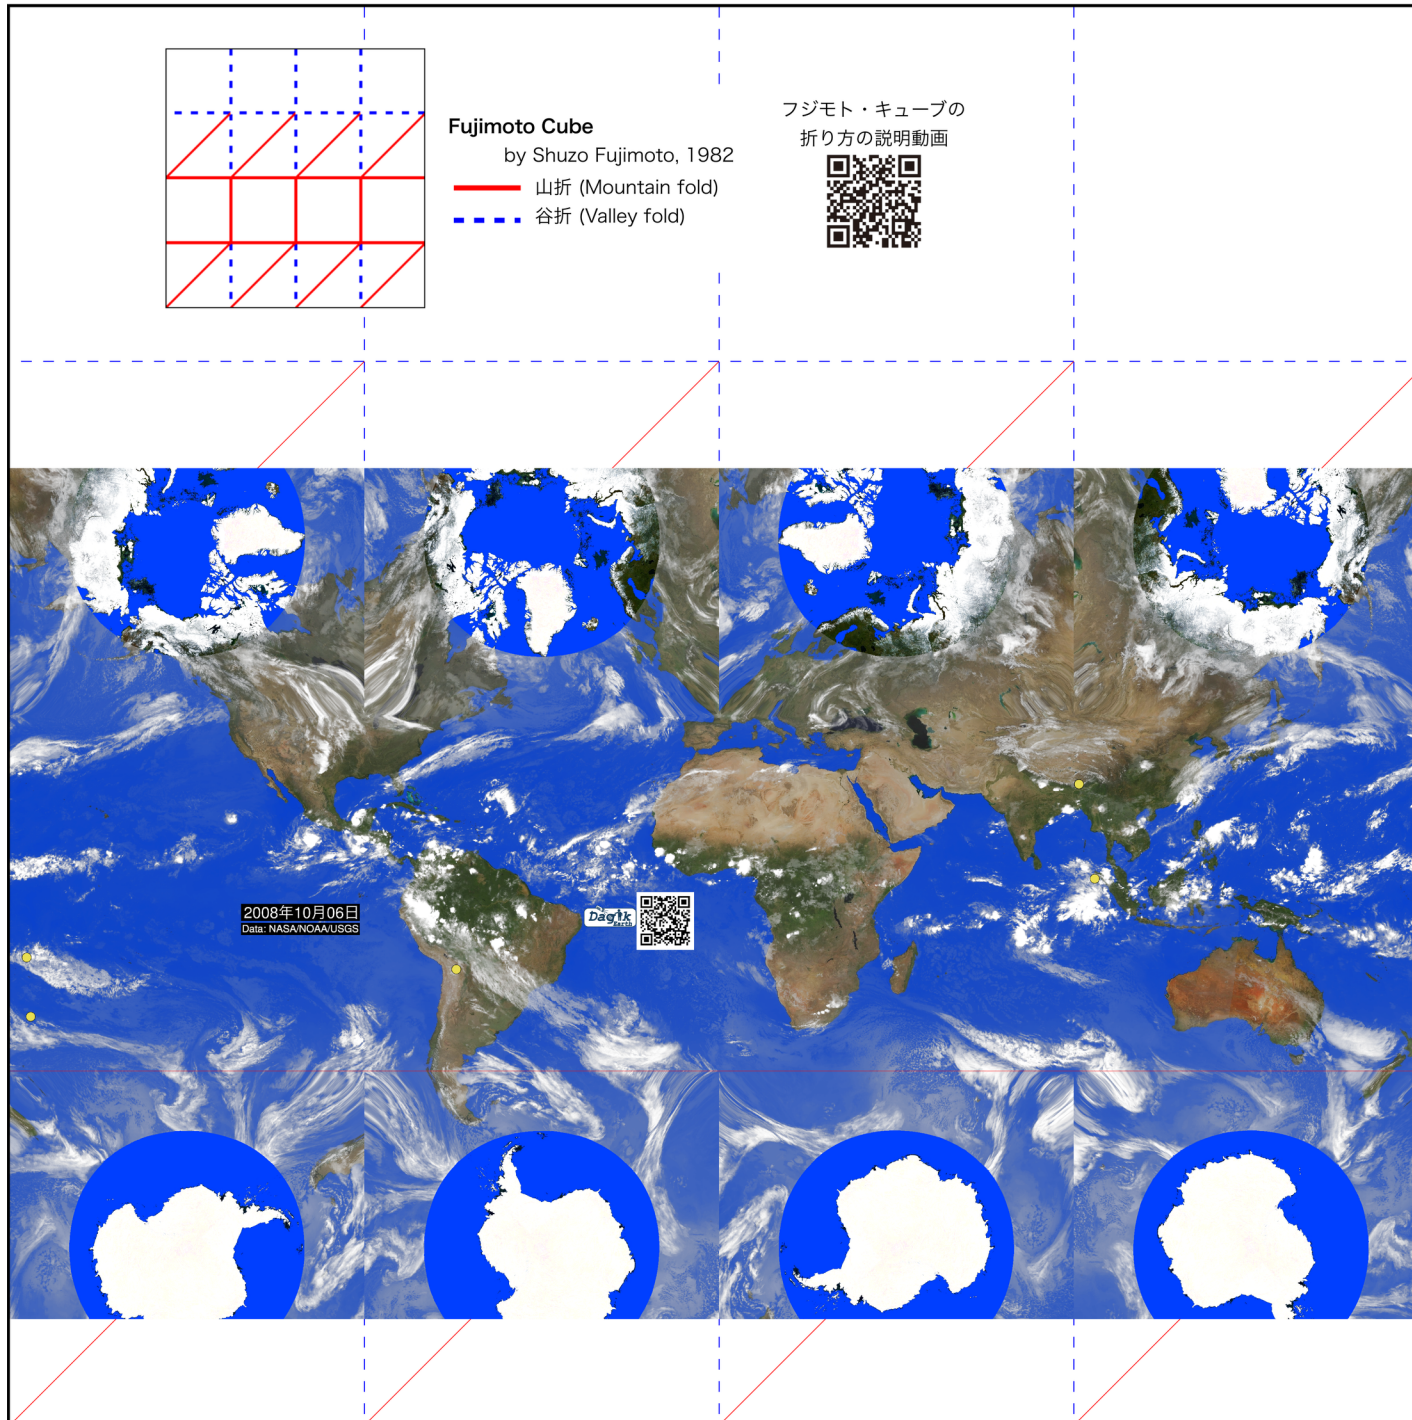 Fujimoto Cube
by Shuzo Fujimoto, 1982
山折 (Mountain fold)
谷折 (Valley fold)
フジモト・キューブの
折り方の説明動画
2008年10月06日
Data: NASA/NOAA/USGS
Dagik
Earth